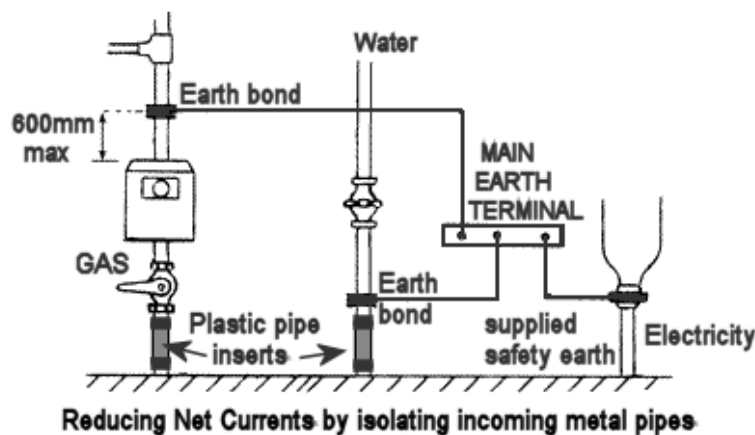 Water
Earth bond
600mm
max
MAIN
EARTH
TERMINAL
GAS
Earth
bond
Plastic pipe
inserts
supplied
safety earth
Electricity
Reducing Net Currents by isolating incoming metal pipes